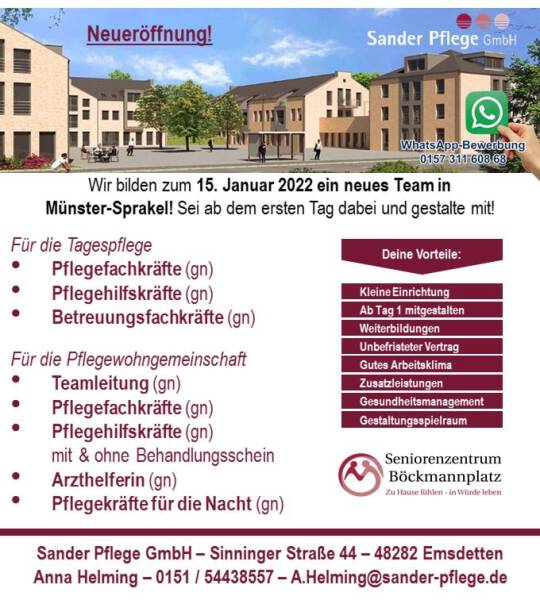 Neueröffnung!
Sander Pflege GmbH
WhatsApp-Bewerbung
0157 311 608 68
Wir bilden zum 15. Januar 2022 ein neues Team in
Münster-Sprakel! Sei ab dem ersten Tag dabei und gestalte mit!
Für die Tagespflege
• Pflegefachkräfte (gn)
• Pflegehilfskräfte (gn)
• Betreuungsfachkräfte (gn)
Für die Pflegewohngemeinschaft
• Teamleitung (gn)
• Pflegefachkräfte (gn)
• Pflegehilfskräfte (gn)
mit & ohne Behandlungsschein
• Arzthelferin (gn)
• Pflegekräfte für die Nacht (gn)
Deine Vorteile:
Kleine Einrichtung
Ab Tag 1 mitgestalten
Weiterbildungen
Unbefristeter Vertrag
Gutes Arbeitsklima
Zusatzleistungen
Gesundheitsmanagement
Gestaltungsspielraum
Seniorenzentrum
Böckmannplatz
Zu Hause fühlen - in Würde leben
Sander Pflege GmbH – Sinninger Straße 44 – 48282 Emsdetten
Anna Helming – 0151 / 54438557 – A.Helming@sander-pflege.de